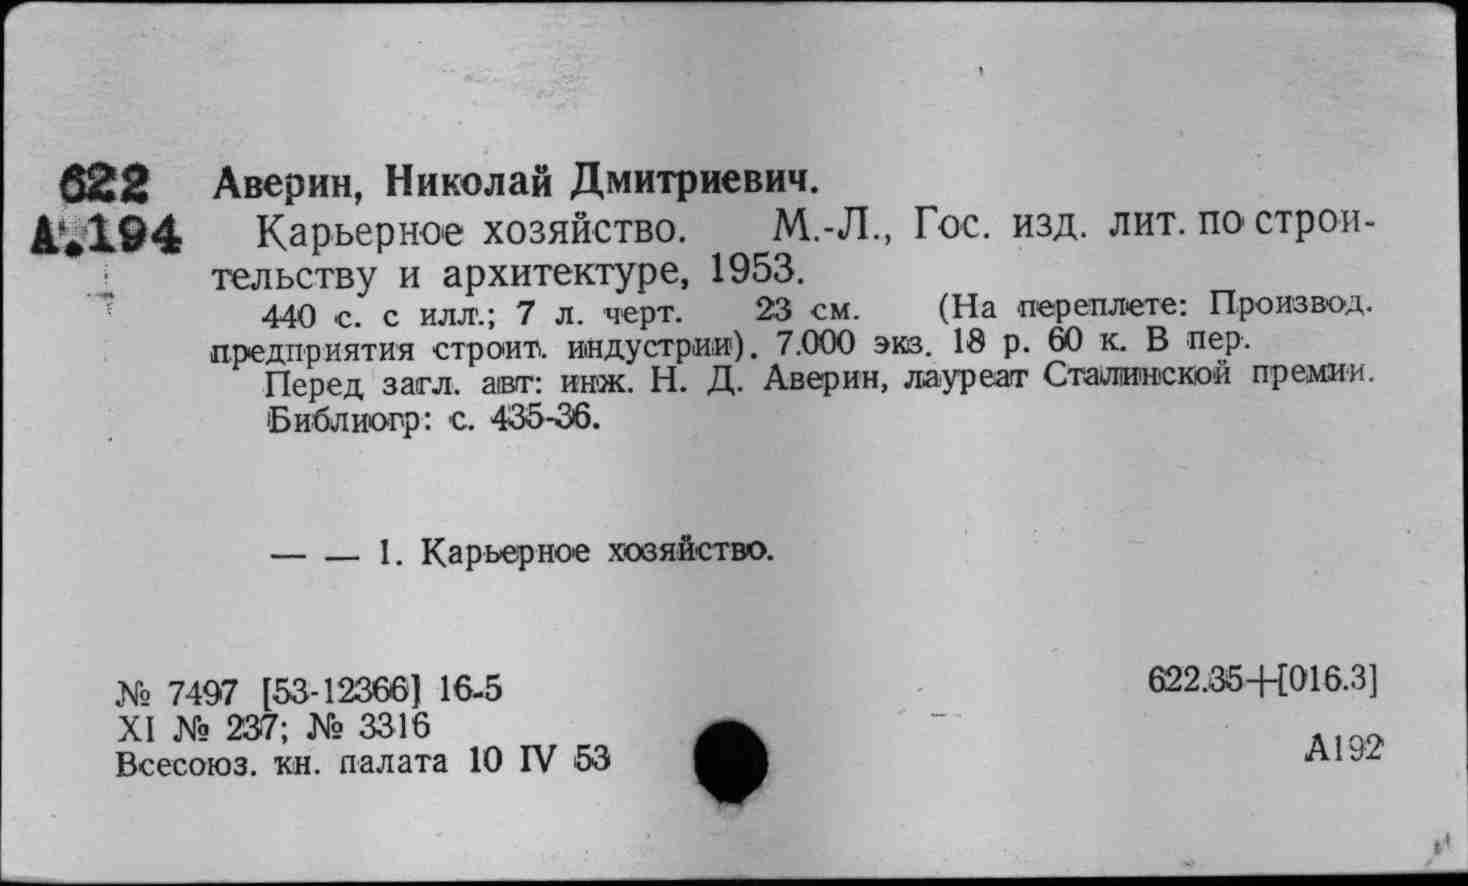 622 Аверин, Николай Дмитриевич.
А.194 Карьерное хозяйство. М.-Л., Гос. изд. лит. по строи-
тельству и архитектуре, 1953.
440 с. с илл.; 7 л. черт. 23 см. (На переплете: Производ.
предприятия строит. индустрии). 7.000 экз. 18 р. 60 к. В пер.
Перед загл. авт: инж. Н. Д. Аверин, лауреат Сталинской премии.
Библиогр: с. 435-36.
— — 1. Карьерное хозяйство.
№ 7497 [53-12366] 16-5
622.35+[016.3]
XI № 237; № 3316
А192
Всесоюз. кн. палата 10 IV 53